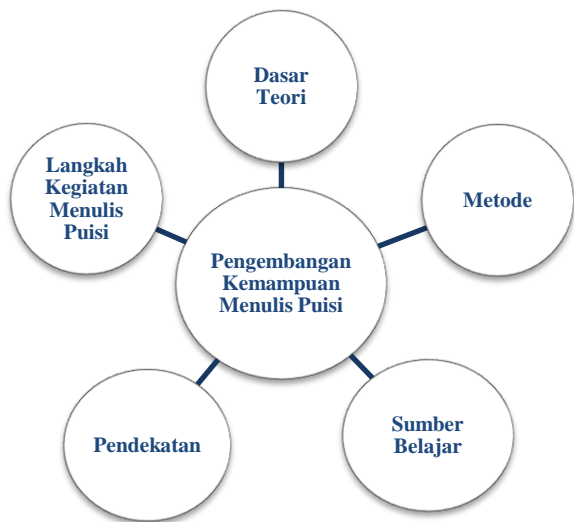 Dasar
Teori
Langkah
Kegiatan
Menulis
Puisi
Metode
Pengembangan
Kemampuan
Menulis Puisi
Pendekatan
Sumber
Belajar